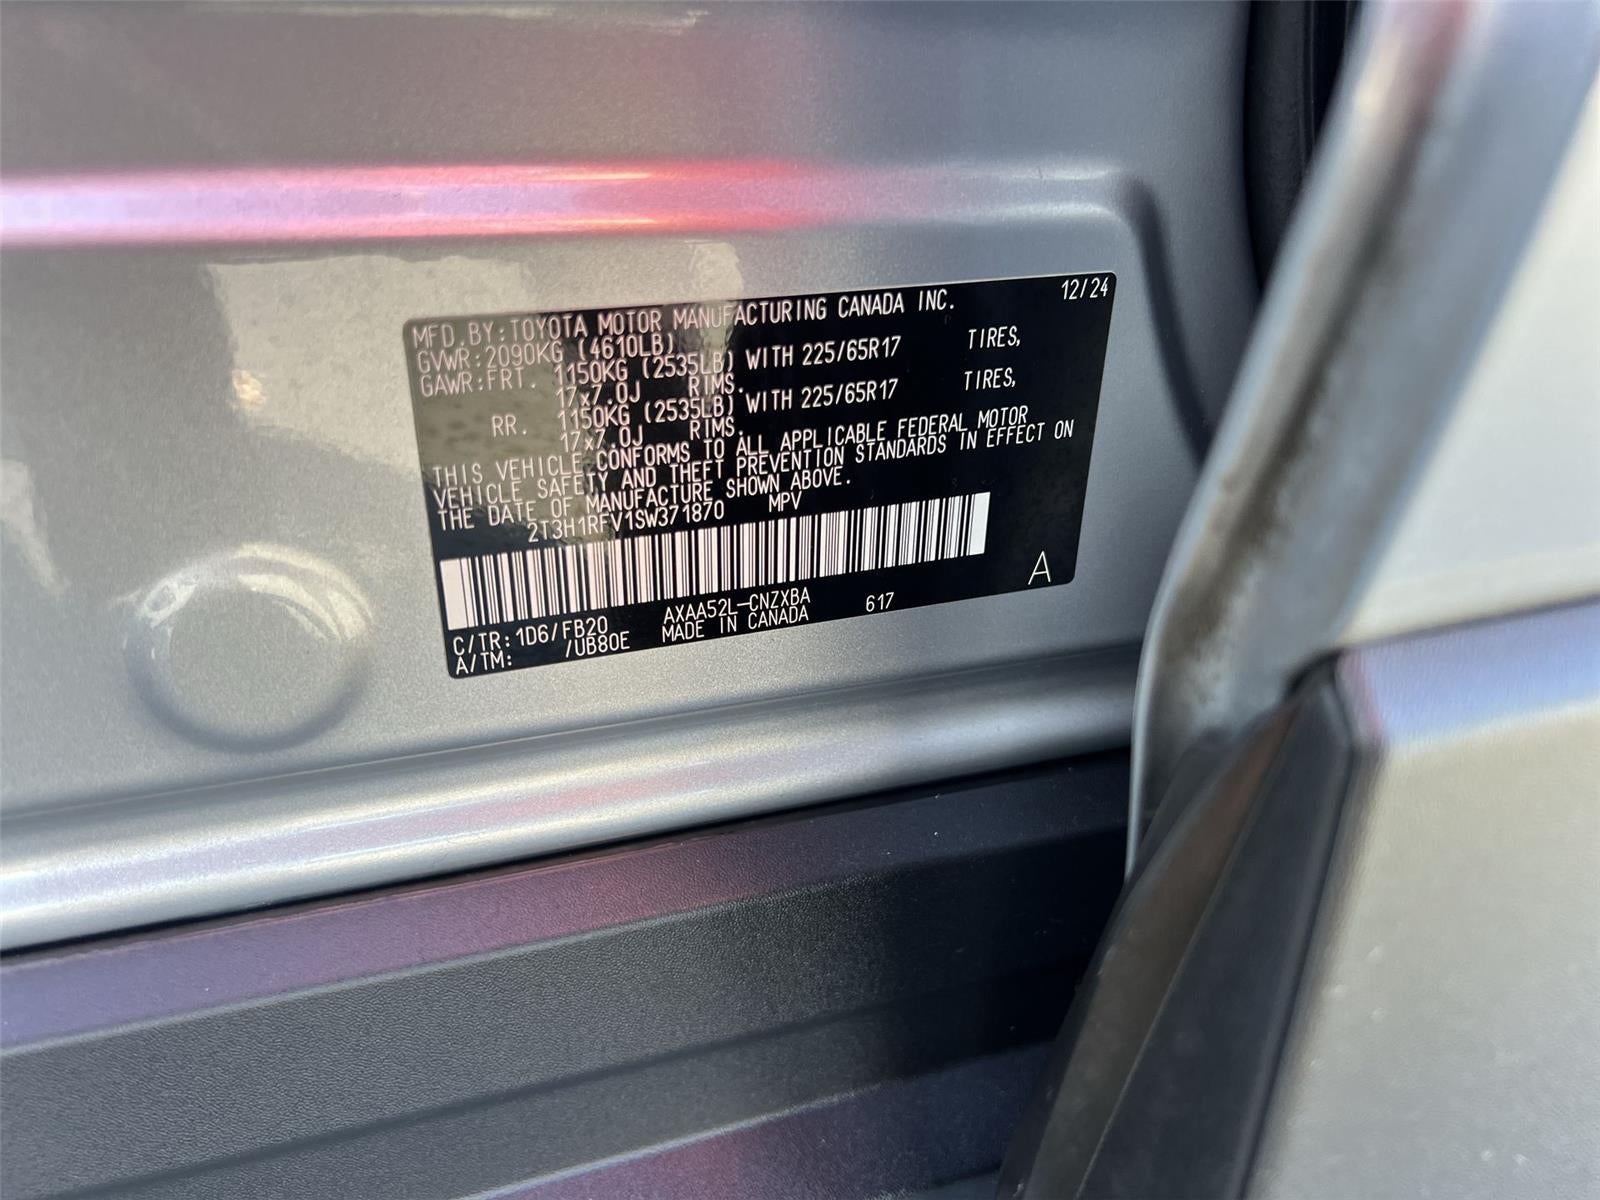 12/24
MFD.BY:TOYOTA MOTOR MANUFACTURING CANADA INC.
GVWR:2090KG (4610LB)
GAWR:FRT. 1150KG (2535LB) WITH 225/65R17 TIRES,
17x7.0J RIMS.
RR. 1150KG (2535LB) WITH 225/65R17 TIRES,
17x7.0J RIMS.
THIS VEHICLE CONFORMS TO ALL APPLICABLE FEDERAL MOTOR
VEHICLE SAFETY AND THEFT PREVENTION STANDARDS IN EFFECT ON
THE DATE OF MANUFACTURE SHOWN ABOVE.
2T3H1RFV1SW371870 MPV
A
C/TR:1D6/FB20 AXAA52L-CNZXBA 617
A/TM: /UB80E MADE IN CANADA